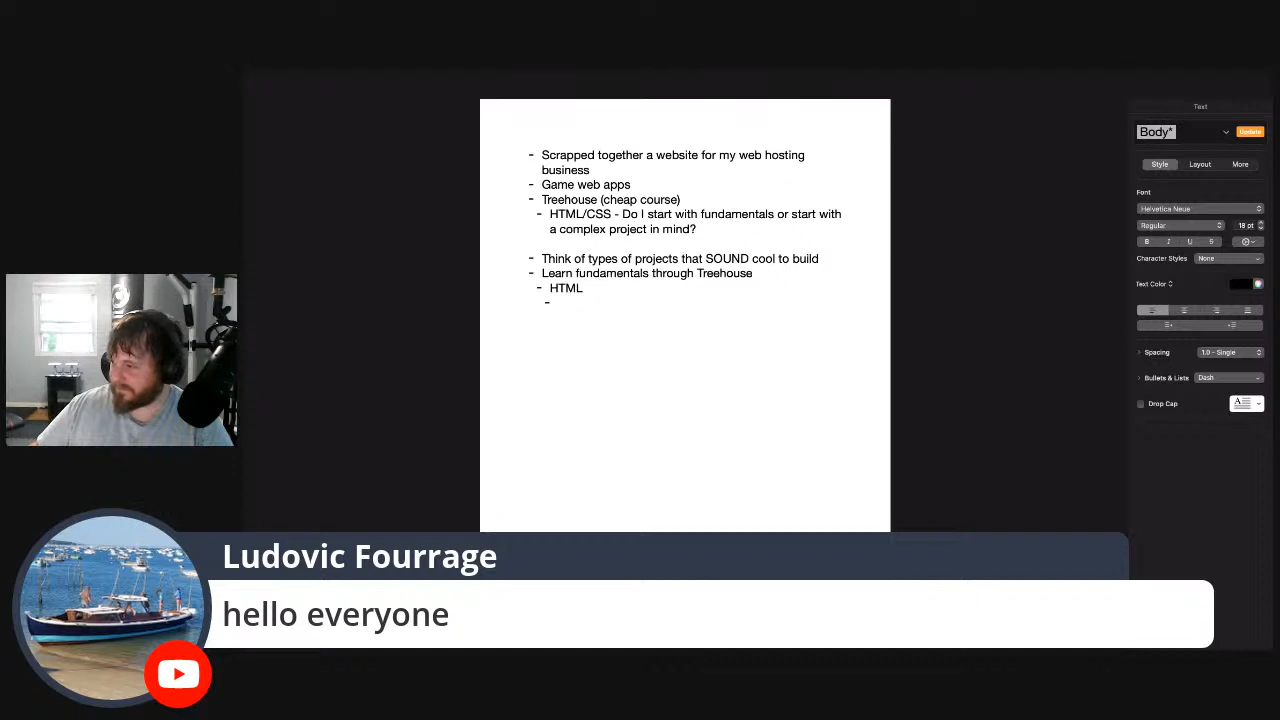 Text
Body*
Update
Style Layout More
- Scrapped together a website for my web hosting
business
- Game web apps
- Treehouse (cheap course)
- HTML/CSS - Do I start with fundamentals or start with
a complex project in mind?
- Think of types of projects that SOUND cool to build
- Learn fundamentals through Treehouse
- HTML
-
Font
Helvetica Neue
Regular 18 pt
B I U S
Character Styles None
Text Color
Spacing 1.0 - Single
Bullets & Lists Dash
Drop Cap
Ludovic Fourrage
hello everyone